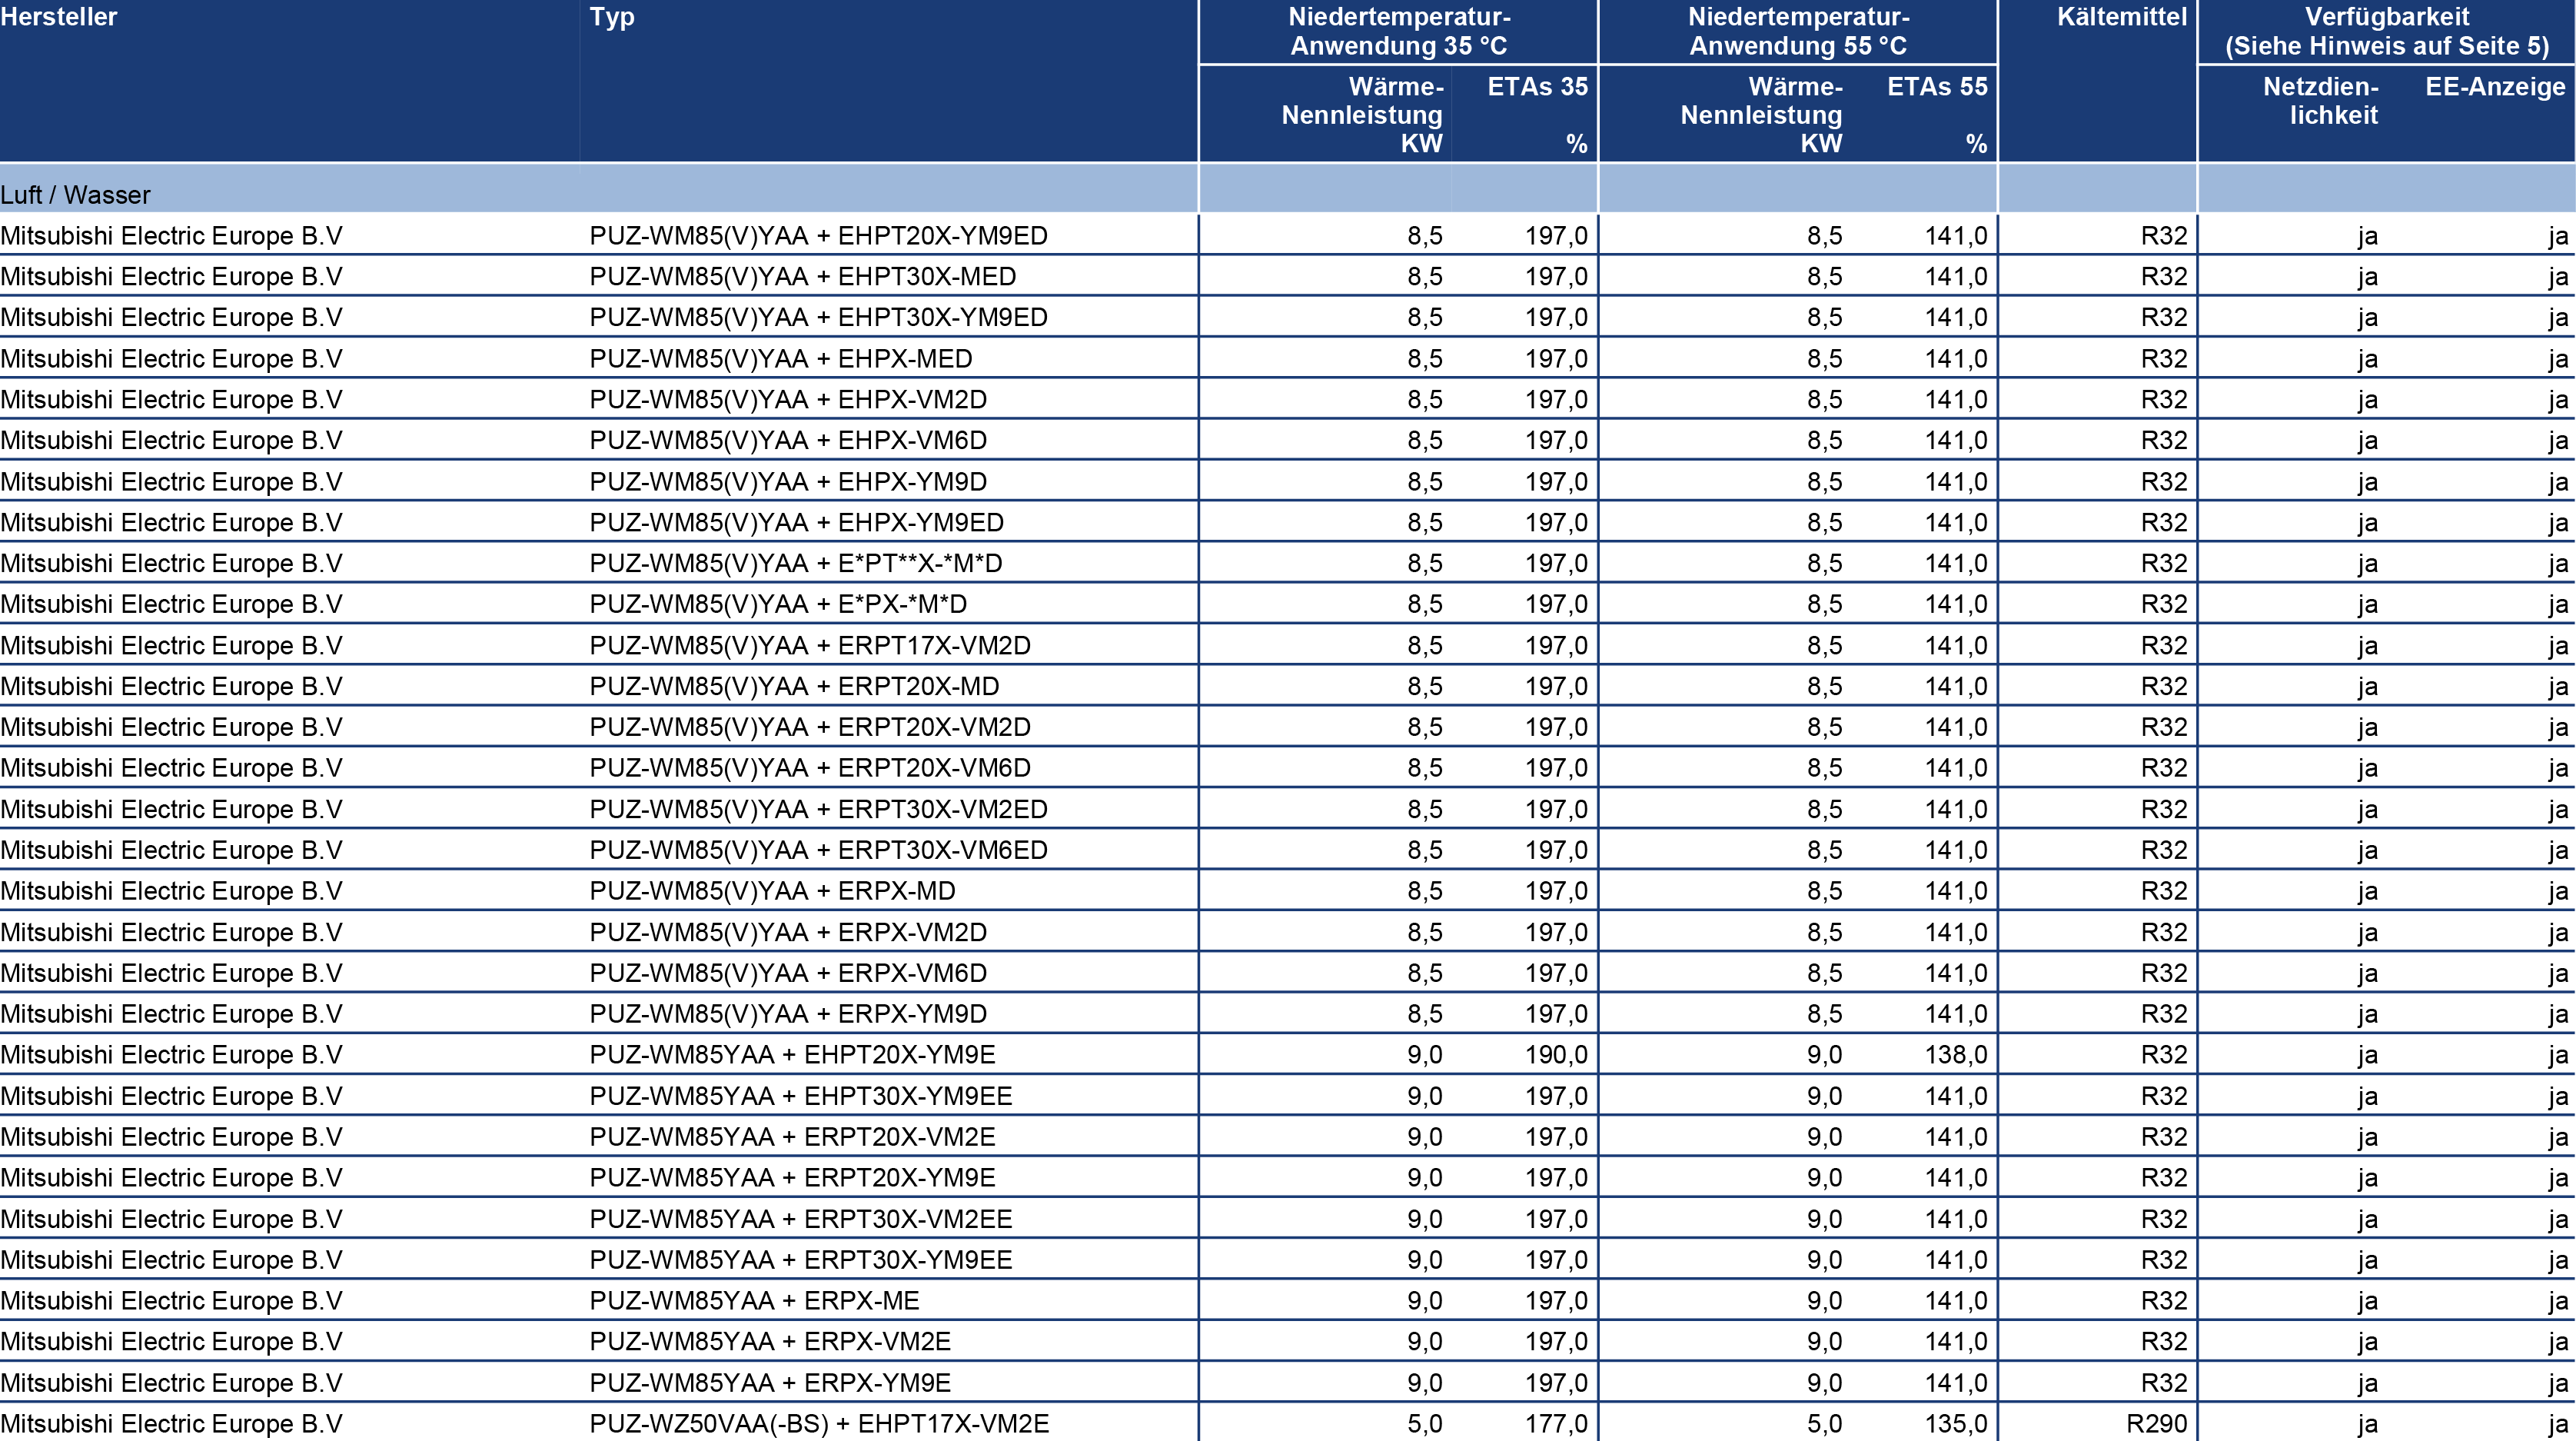 Hersteller Typ Niedertemperatur- Niedertemperatur- Kältemittel Verfügbarkeit
Anwendung 35 °C Anwendung 55 °C (Siehe Hinweis auf Seite 5)
Wärme- ETAs 35 Wärme- ETAs 55 Netzdien- EE-Anzeige
Nennleistung Nennleistung lichkeit
KW % KW %
Luft / Wasser
Mitsubishi Electric Europe B.V PUZ-WM85(V)YAA + EHPT20X-YM9ED 8,5 197,0 8,5 141,0 R32 ja ja
Mitsubishi Electric Europe B.V PUZ-WM85(V)YAA + EHPT30X-MED 8,5 197,0 8,5 141,0 R32 ja ja
Mitsubishi Electric Europe B.V PUZ-WM85(V)YAA + EHPT30X-YM9ED 8,5 197,0 8,5 141,0 R32 ja ja
Mitsubishi Electric Europe B.V PUZ-WM85(V)YAA + EHPX-MED 8,5 197,0 8,5 141,0 R32 ja ja
Mitsubishi Electric Europe B.V PUZ-WM85(V)YAA + EHPX-VM2D 8,5 197,0 8,5 141,0 R32 ja ja
Mitsubishi Electric Europe B.V PUZ-WM85(V)YAA + EHPX-VM6D 8,5 197,0 8,5 141,0 R32 ja ja
Mitsubishi Electric Europe B.V PUZ-WM85(V)YAA + EHPX-YM9D 8,5 197,0 8,5 141,0 R32 ja ja
Mitsubishi Electric Europe B.V PUZ-WM85(V)YAA + EHPX-YM9ED 8,5 197,0 8,5 141,0 R32 ja ja
Mitsubishi Electric Europe B.V PUZ-WM85(V)YAA + E*PT**X-*M*D 8,5 197,0 8,5 141,0 R32 ja ja
Mitsubishi Electric Europe B.V PUZ-WM85(V)YAA + E*PX-*M*D 8,5 197,0 8,5 141,0 R32 ja ja
Mitsubishi Electric Europe B.V PUZ-WM85(V)YAA + ERPT17X-VM2D 8,5 197,0 8,5 141,0 R32 ja ja
Mitsubishi Electric Europe B.V PUZ-WM85(V)YAA + ERPT20X-MD 8,5 197,0 8,5 141,0 R32 ja ja
Mitsubishi Electric Europe B.V PUZ-WM85(V)YAA + ERPT20X-VM2D 8,5 197,0 8,5 141,0 R32 ja ja
Mitsubishi Electric Europe B.V PUZ-WM85(V)YAA + ERPT20X-VM6D 8,5 197,0 8,5 141,0 R32 ja ja
Mitsubishi Electric Europe B.V PUZ-WM85(V)YAA + ERPT30X-VM2ED 8,5 197,0 8,5 141,0 R32 ja ja
Mitsubishi Electric Europe B.V PUZ-WM85(V)YAA + ERPT30X-VM6ED 8,5 197,0 8,5 141,0 R32 ja ja
Mitsubishi Electric Europe B.V PUZ-WM85(V)YAA + ERPX-MD 8,5 197,0 8,5 141,0 R32 ja ja
Mitsubishi Electric Europe B.V PUZ-WM85(V)YAA + ERPX-VM2D 8,5 197,0 8,5 141,0 R32 ja ja
Mitsubishi Electric Europe B.V PUZ-WM85(V)YAA + ERPX-VM6D 8,5 197,0 8,5 141,0 R32 ja ja
Mitsubishi Electric Europe B.V PUZ-WM85(V)YAA + ERPX-YM9D 8,5 197,0 8,5 141,0 R32 ja ja
Mitsubishi Electric Europe B.V PUZ-WM85YAA + EHPT20X-YM9E 9,0 190,0 9,0 138,0 R32 ja ja
Mitsubishi Electric Europe B.V PUZ-WM85YAA + EHPT30X-YM9EE 9,0 197,0 9,0 141,0 R32 ja ja
Mitsubishi Electric Europe B.V PUZ-WM85YAA + ERPT20X-VM2E 9,0 197,0 9,0 141,0 R32 ja ja
Mitsubishi Electric Europe B.V PUZ-WM85YAA + ERPT20X-YM9E 9,0 197,0 9,0 141,0 R32 ja ja
Mitsubishi Electric Europe B.V PUZ-WM85YAA + ERPT30X-VM2EE 9,0 197,0 9,0 141,0 R32 ja ja
Mitsubishi Electric Europe B.V PUZ-WM85YAA + ERPT30X-YM9EE 9,0 197,0 9,0 141,0 R32 ja ja
Mitsubishi Electric Europe B.V PUZ-WM85YAA + ERPX-ME 9,0 197,0 9,0 141,0 R32 ja ja
Mitsubishi Electric Europe B.V PUZ-WM85YAA + ERPX-VM2E 9,0 197,0 9,0 141,0 R32 ja ja
Mitsubishi Electric Europe B.V PUZ-WM85YAA + ERPX-YM9E 9,0 197,0 9,0 141,0 R32 ja ja
Mitsubishi Electric Europe B.V PUZ-WZ50VAA(-BS) + EHPT17X-VM2E 5,0 177,0 5,0 135,0 R290 ja ja